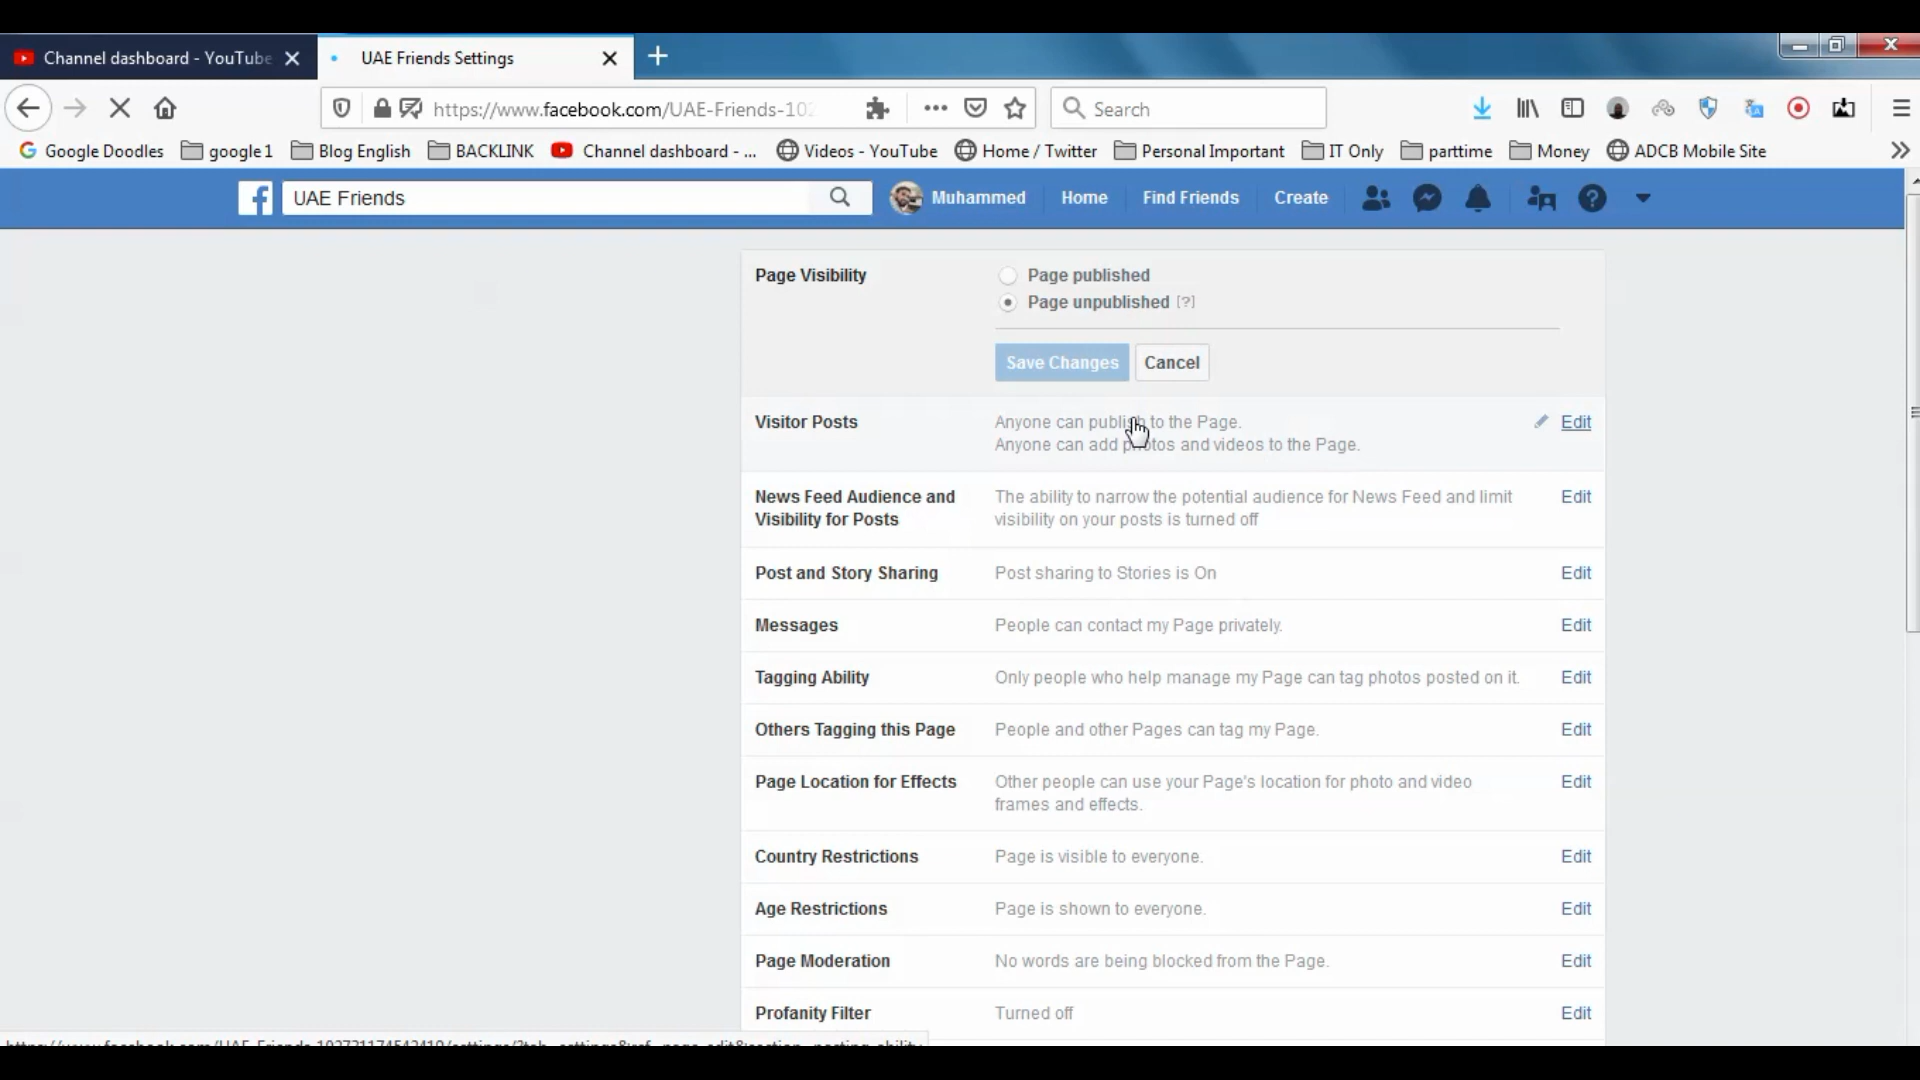 Channel dashboard - YouTube
UAE Friends Settings
https://www.facebook.com/UAE-Friends-102
Search
Google Doodles
google1
Blog English
BACKLINK
Channel dashboard - ...
Videos - YouTube
Home / Twitter
Personal Important
IT Only
parttime
Money
ADCB Mobile Site
UAE Friends
Muhammed
Home
Find Friends
Create
Page Visibility
Page published
Page unpublished [?]
Save Changes
Cancel
Visitor Posts
Anyone can publish to the Page.
Anyone can add photos and videos to the Page.
Edit
News Feed Audience and
Visibility for Posts
The ability to narrow the potential audience for News Feed and limit
visibility on your posts is turned off
Edit
Post and Story Sharing
Post sharing to Stories is On
Edit
Messages
People can contact my Page privately.
Edit
Tagging Ability
Only people who help manage my Page can tag photos posted on it.
Edit
Others Tagging this Page
People and other Pages can tag my Page.
Edit
Page Location for Effects
Other people can use your Page's location for photo and video
frames and effects.
Edit
Country Restrictions
Page is visible to everyone.
Edit
Age Restrictions
Page is shown to everyone.
Edit
Page Moderation
No words are being blocked from the Page.
Edit
Profanity Filter
Turned off
Edit